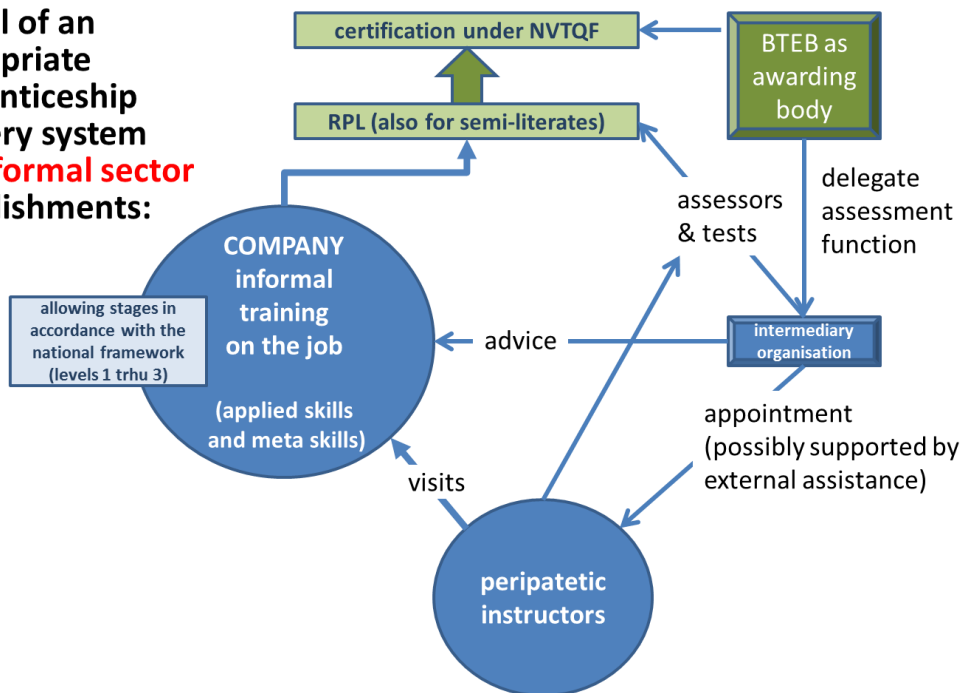 l of an
priate
enticeship
ery system
formal sector
lishments:
certification under NVTQF
RPL (also for semi-literates)
BTEB as
awarding
body
assessors
& tests
delegate
assessment
function
COMPANY
informal
training
on the job
(applied skills
and meta skills)
allowing stages in
accordance with the
national framework
(levels 1 trhu 3)
advice
intermediary
organisation
appointment
(possibly supported by
external assistance)
visits
peripatetic
instructors